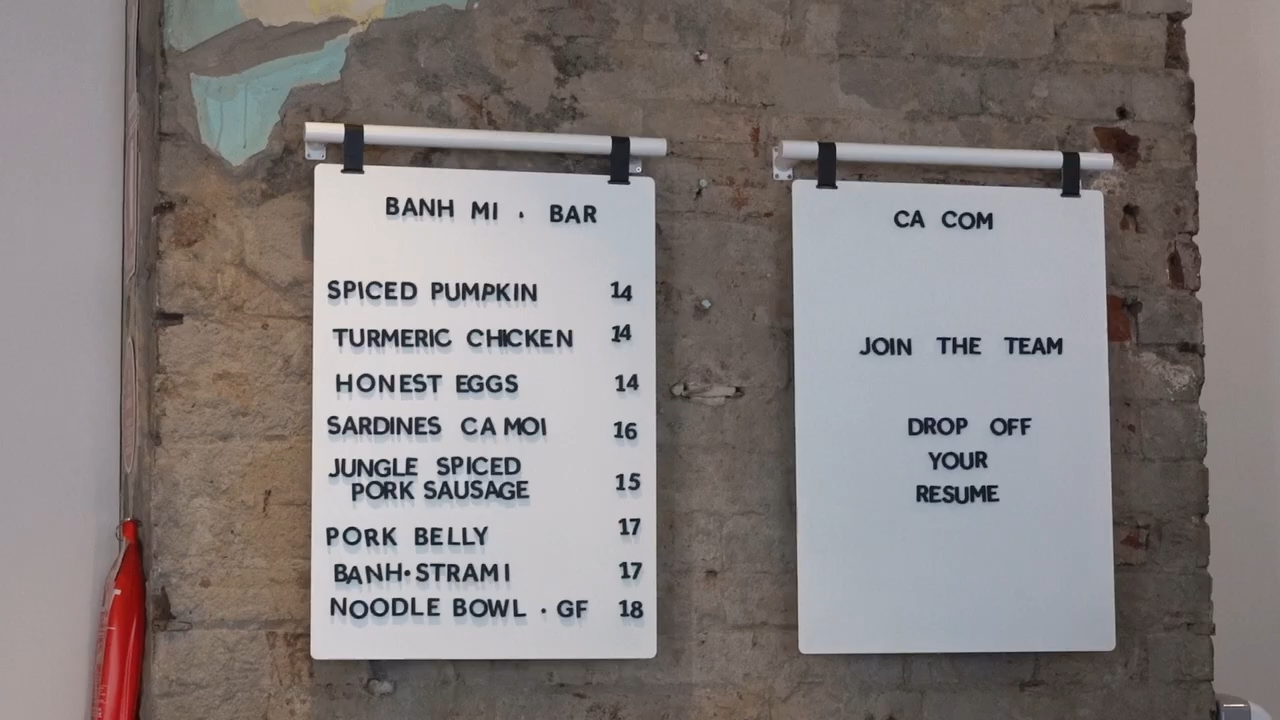 BANH MI · BAR
SPICED PUMPKIN 14
TURMERIC CHICKEN 14
HONEST EGGS 14
SARDINES CA MOI 16
JUNGLE SPICED
PORK SAUSAGE 15
PORK BELLY 17
BANH·STRAMI 17
NOODLE BOWL · GF 18
CA COM
JOIN THE TEAM
DROP OFF
YOUR
RESUME